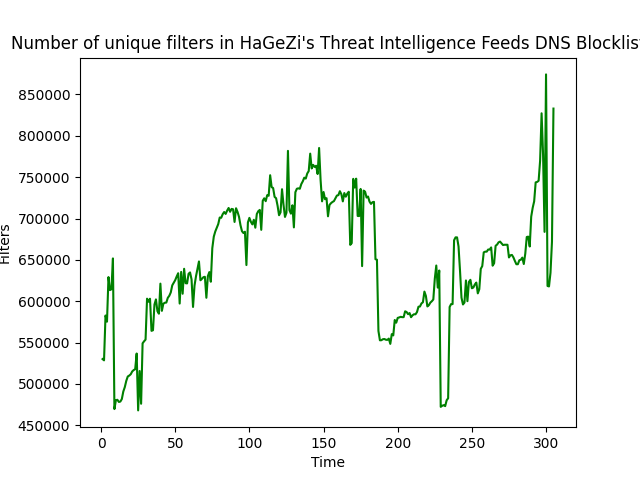 Number of unique filters in HaGeZi's Threat Intelligence Feeds DNS Blocklist
850000
800000
750000
700000
650000
600000
550000
500000
450000
Filters
0 50 100 150 200 250 300
Time